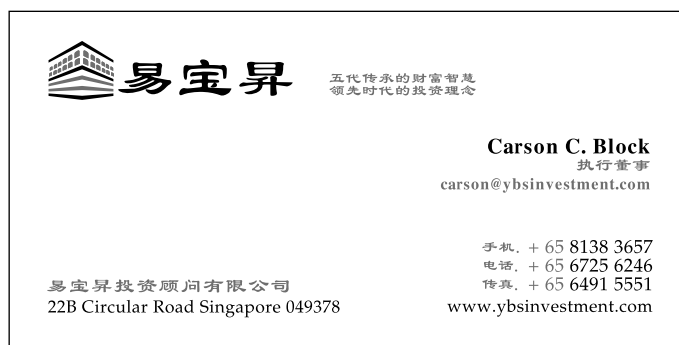 易宝昇
五代传承的财富智慧
领先时代的投资理念
Carson C. Block
执行董事
carson@ybsinvestment.com
手机. + 65 8138 3657
电话. + 65 6725 6246
传真. + 65 6491 5551
www.ybsinvestment.com
易宝昇投资顾问有限公司
22B Circular Road Singapore 049378